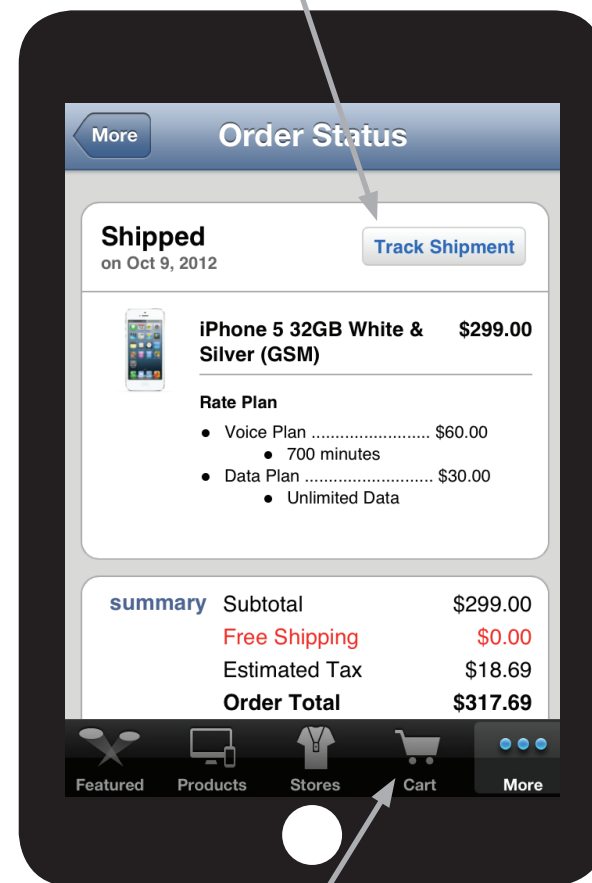 More
Order Status
Shipped
Track Shipment
on Oct 9, 2012
iPhone 5 32GB White & $299.00
Silver (GSM)
Rate Plan
● Voice Plan ......................... $60.00
● 700 minutes
● Data Plan ........................... $30.00
● Unlimited Data
summary Subtotal $299.00
Free Shipping $0.00
Estimated Tax $18.69
Order Total $317.69
Featured Products Stores Cart More